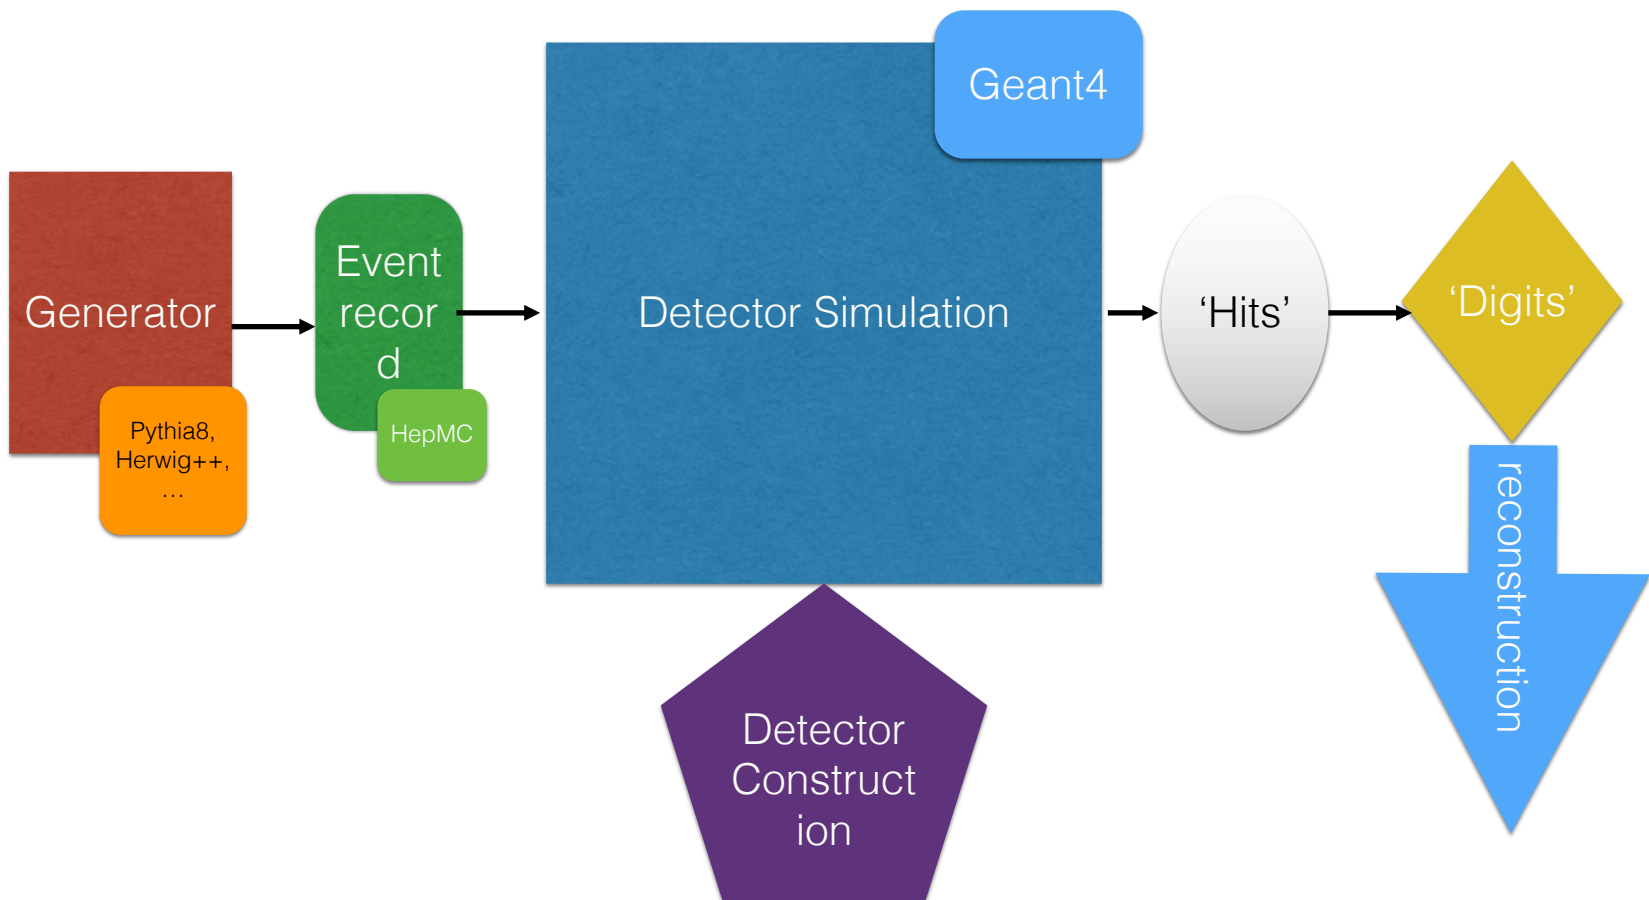 Geant4
Generator
Event
recor
d
Detector Simulation
‘Hits’
‘Digits’
Pythia8,
Herwig++,
…
HepMC
reconstruction
Detector
Construct
ion